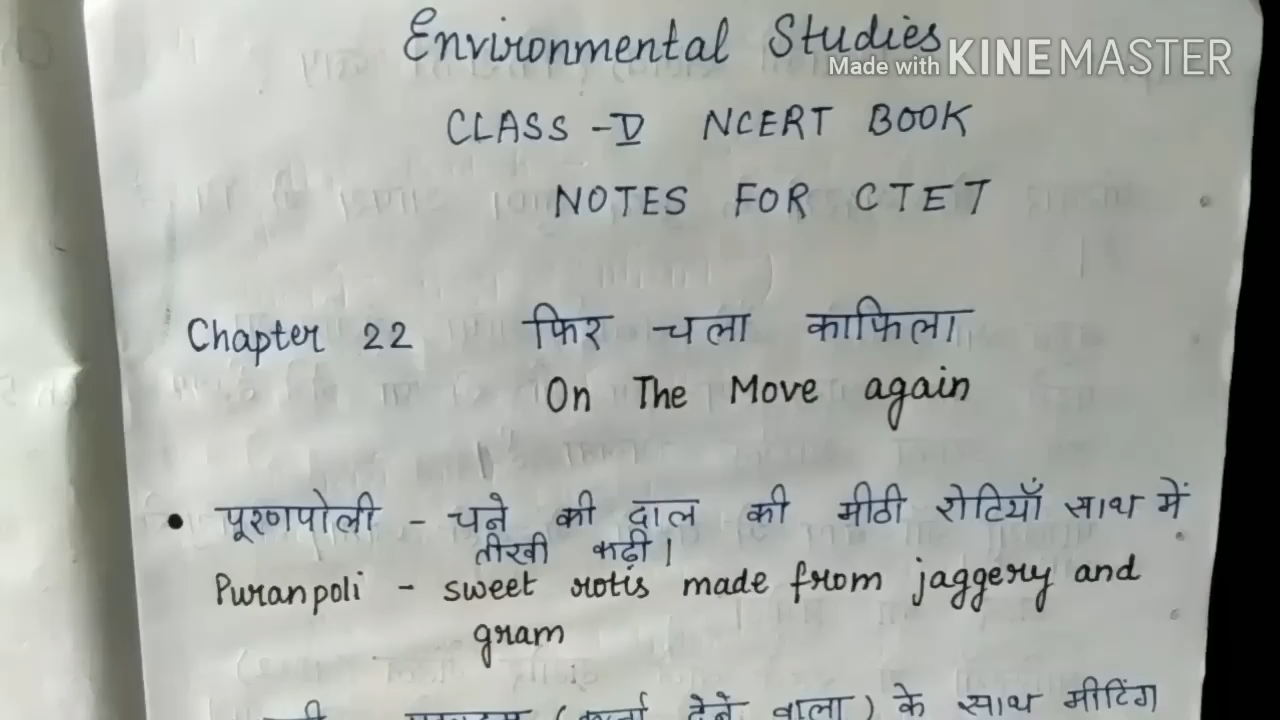 Environmental Studies
Made with KINEMASTER
CLASS - V NCERT BOOK
NOTES FOR CTET
Chapter 22 फिर चला काफिला
On The Move again
• पूरणपोली - चने की दाल की मीठी रोटियाँ साथ में
तीखी कढ़ी।
Puranpoli - sweet rotis made from jaggery and
gram
(कर्जा देने वाला) के साथ मीटिंग